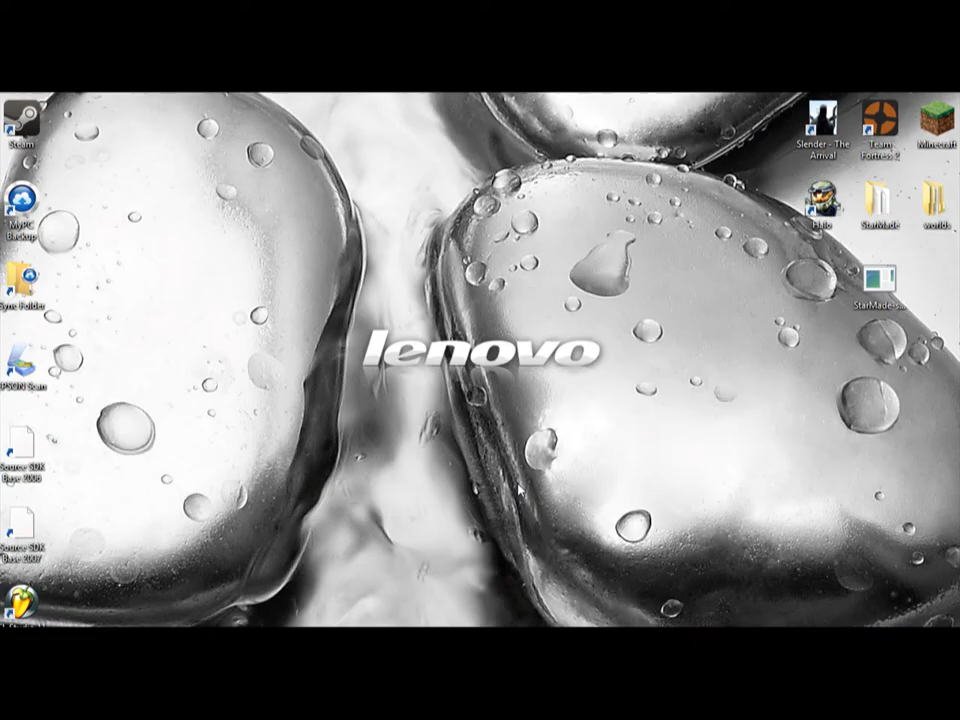 Steam
MyPC
Backup
Sync Folder
EPSON Scan
Source SDK
Base 2006
Source SDK
Base 2007
lenovo
Slender - The
Arrival
Team
Fortress 2
Minecraft
Halo
StarMade
worlds
StarMade-s...